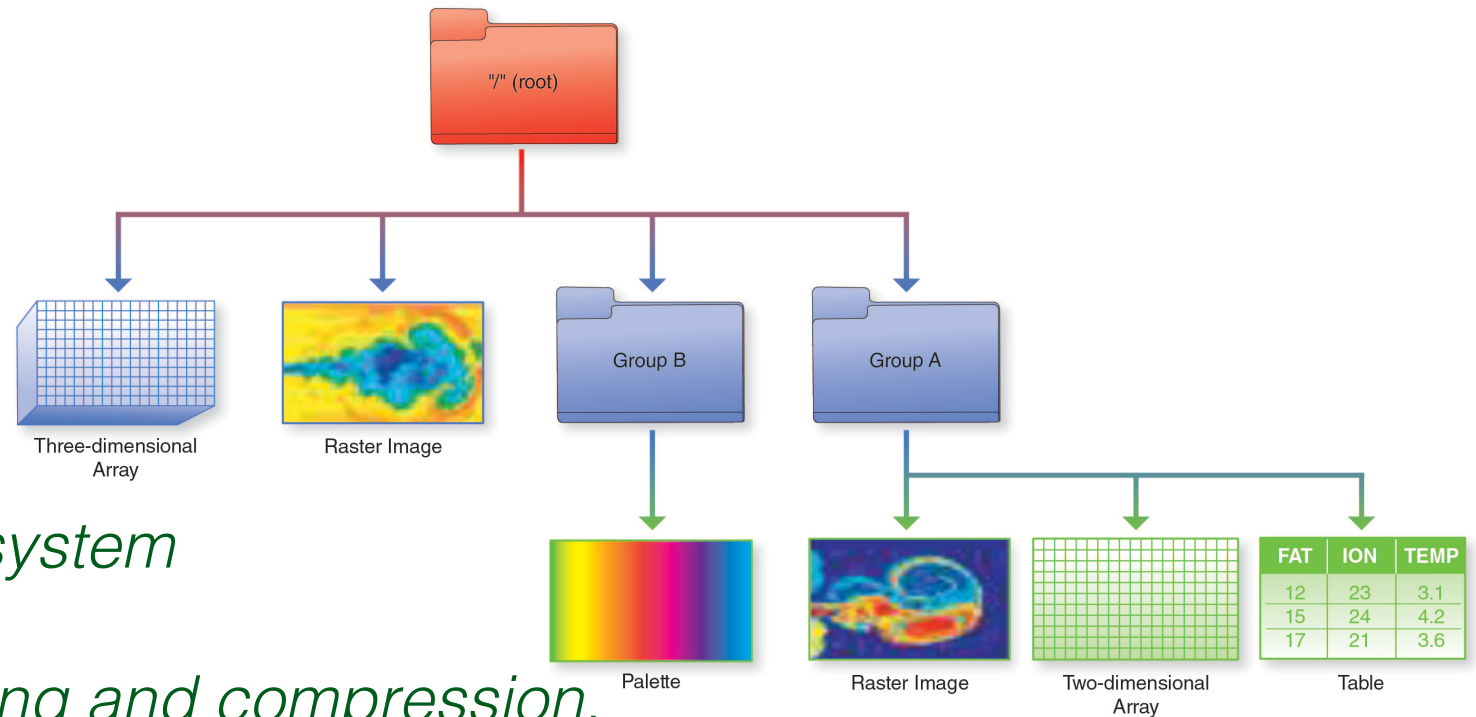 "/" (root)
Group B
Group A
Three-dimensional
Array
Raster Image
system
FAT ION TEMP
12 23 3.1
15 24 4.2
17 21 3.6
Palette
Raster Image
Two-dimensional
Array
Table
and compression.